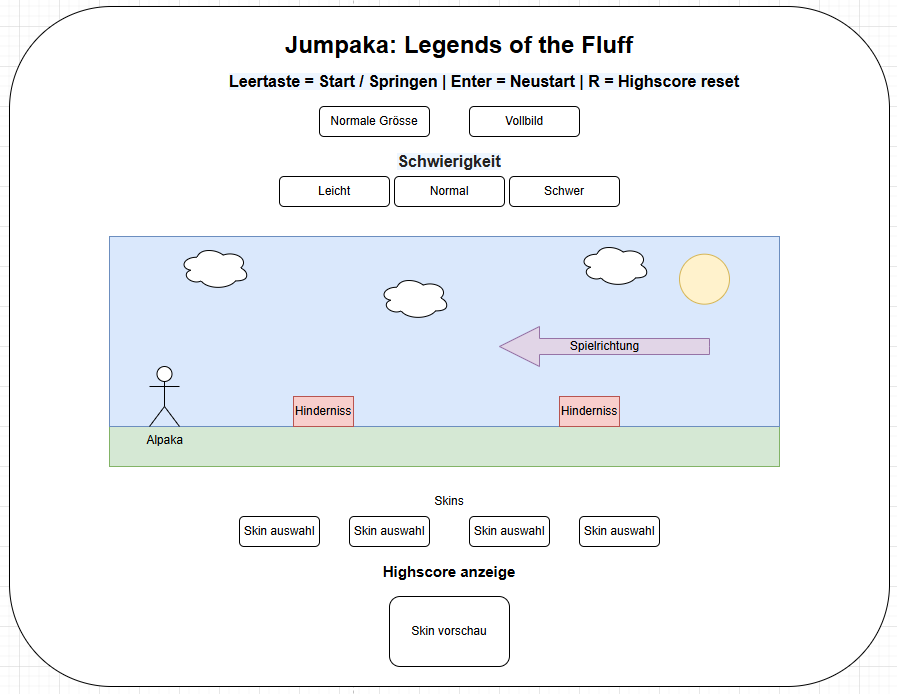 Jumpaka: Legends of the Fluff
Leertaste = Start / Springen | Enter = Neustart | R = Highscore reset
Normale Grösse
Vollbild
Schwierigkeit
Leicht
Normal
Schwer
Spielrichtung
Hinderniss
Hinderniss
Alpaka
Skins
Skin auswahl
Skin auswahl
Skin auswahl
Skin auswahl
Highscore anzeige
Skin vorschau